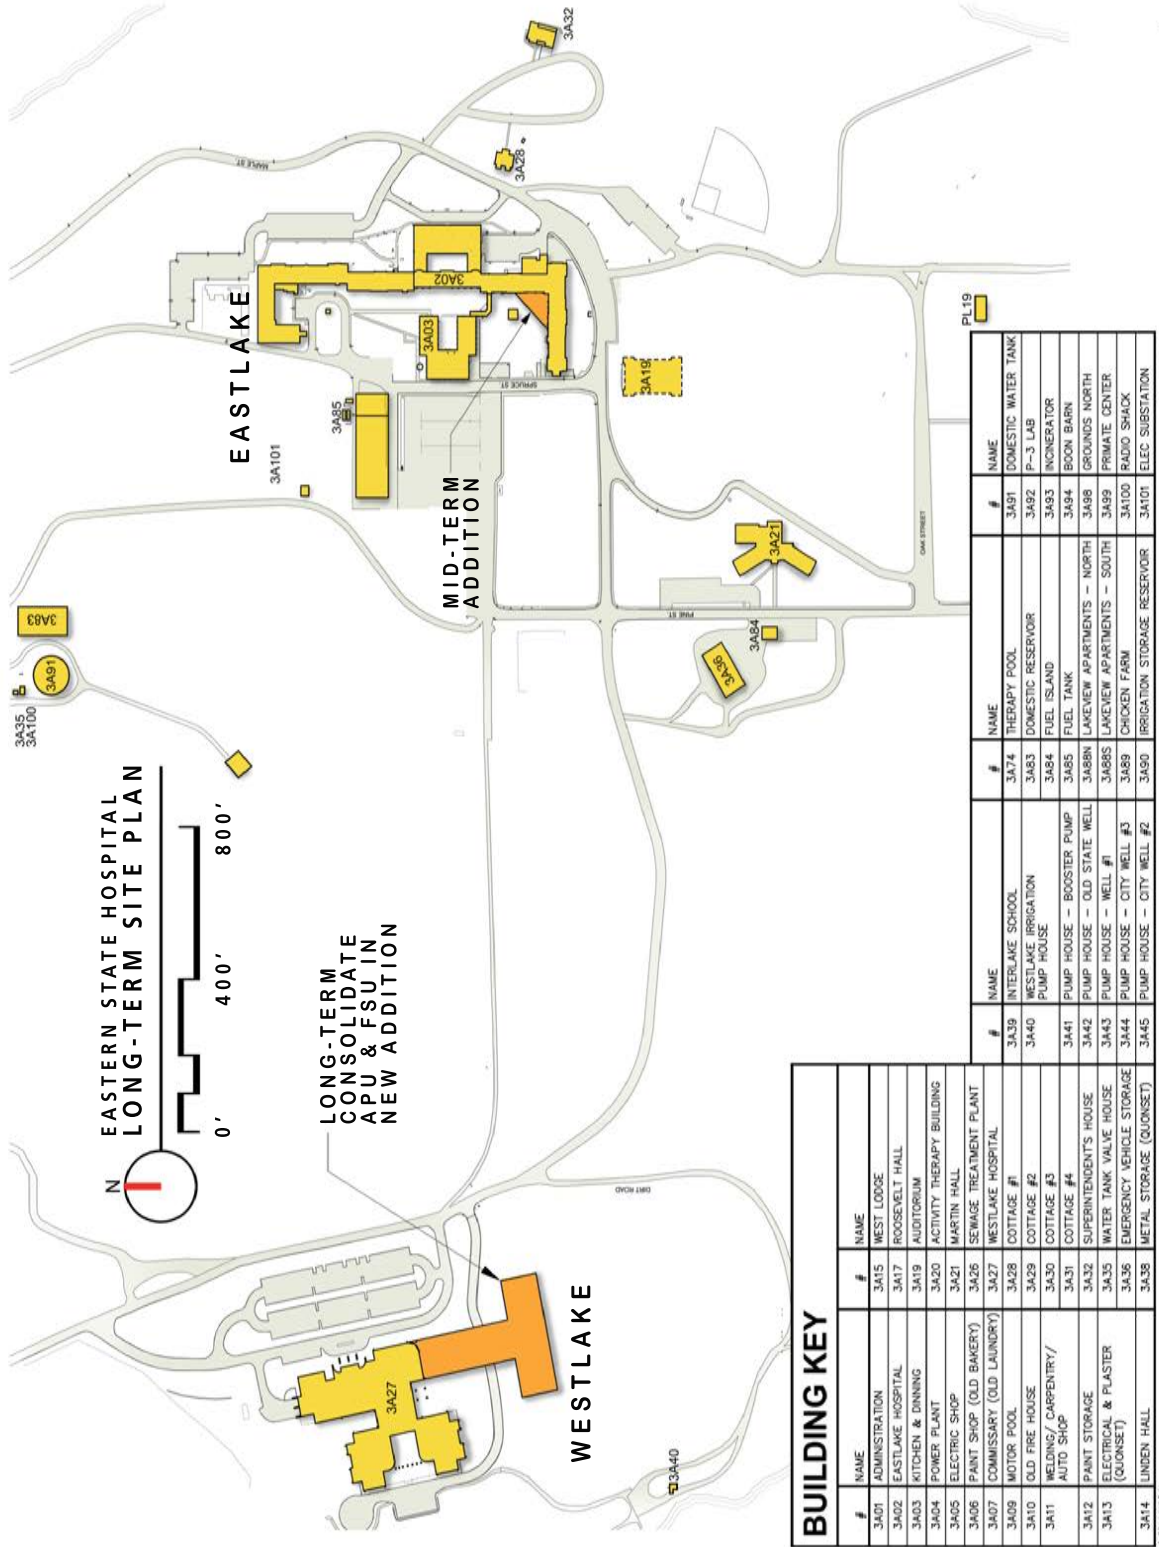 EASTERN STATE HOSPITAL
LONG-TERM SITE PLAN
N
0'
400'
800'
3A35
3A100
3A91
3A83
3A101
3A85
EASTLAKE
MAPLE ST.
3A32
3A28
3A02
3A03
SPRUCE ST.
3A19
MID-TERM
ADDITION
3A21
OAK STREET
PINE ST.
3A84
3A36
PL19
LONG-TERM
CONSOLIDATE
APU & FSU IN
NEW ADDITION
DIRT ROAD
3A27
WESTLAKE
3A40
BUILDING KEY
# NAME
3A01 ADMINISTRATION
3A02 EASTLAKE HOSPITAL
3A03 KITCHEN & DINNING
3A04 POWER PLANT
3A05 ELECTRIC SHOP
3A06 PAINT SHOP (OLD BAKERY)
3A07 COMMISSARY (OLD LAUNDRY)
3A09 MOTOR POOL
3A10 OLD FIRE HOUSE
3A11 WELDING/ CARPENTRY/
AUTO SHOP
3A12 PAINT STORAGE
3A13 ELECTRICAL & PLASTER
(QUONSET)
3A14 LINDEN HALL
# NAME
3A15 WEST LODGE
3A17 ROOSEVELT HALL
3A19 AUDITORIUM
3A20 ACTIVITY THERAPY BUILDING
3A21 MARTIN HALL
3A26 SEWAGE TREATMENT PLANT
3A27 WESTLAKE HOSPITAL
3A28 COTTAGE #1
3A29 COTTAGE #2
3A30 COTTAGE #3
3A31 COTTAGE #4
3A32 SUPERINTENDENT'S HOUSE
3A35 WATER TANK VALVE HOUSE
3A36 EMERGENCY VEHICLE STORAGE
3A38 METAL STORAGE (QUONSET)
# NAME
3A39 INTERLAKE SCHOOL
3A40 WESTLAKE IRRIGATION
PUMP HOUSE
3A41 PUMP HOUSE – BOOSTER PUMP
3A42 PUMP HOUSE – OLD STATE WELL
3A43 PUMP HOUSE – WELL #1
3A44 PUMP HOUSE – CITY WELL #3
3A45 PUMP HOUSE – CITY WELL #2
# NAME
3A74 THERAPY POOL
3A83 DOMESTIC RESERVOIR
3A84 FUEL ISLAND
3A85 FUEL TANK
3A88N LAKEVIEW APARTMENTS – NORTH
3A88S LAKEVIEW APARTMENTS – SOUTH
3A89 CHICKEN FARM
3A90 IRRIGATION STORAGE RESERVOIR
# NAME
3A91 DOMESTIC WATER TANK
3A92 P–3 LAB
3A93 INCINERATOR
3A94 BOON BARN
3A98 GROUNDS NORTH
3A99 PRIMATE CENTER
3A100 RADIO SHACK
3A101 ELEC SUBSTATION